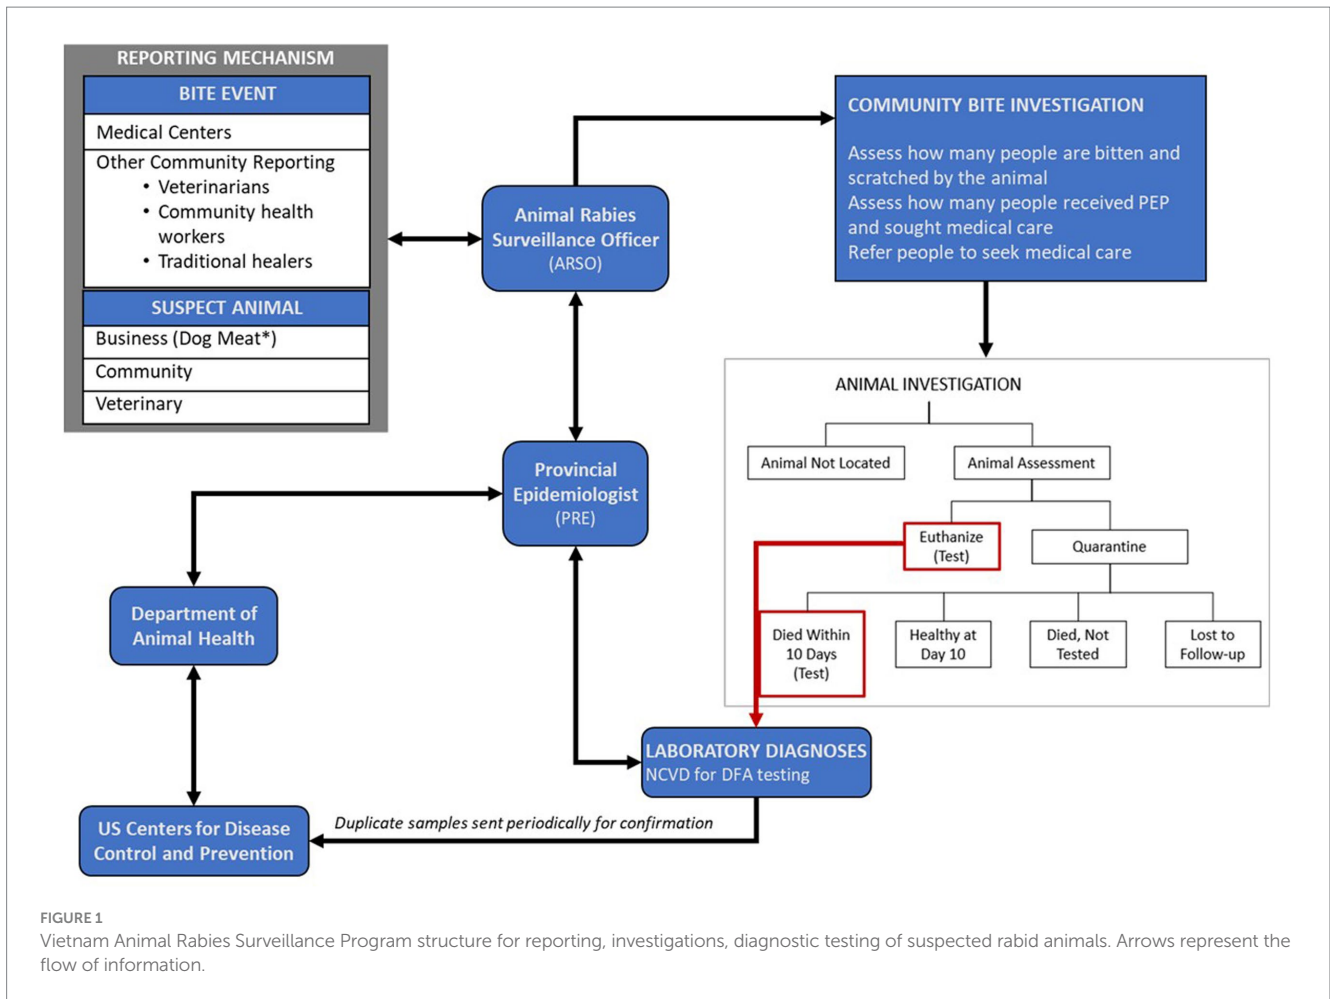 REPORTING MECHANISM
BITE EVENT
Medical Centers
Other Community Reporting
• Veterinarians
• Community health
workers
• Traditional healers
SUSPECT ANIMAL
Business (Dog Meat*)
Community
Veterinary
Animal Rabies
Surveillance Officer
(ARSO)
COMMUNITY BITE INVESTIGATION
Assess how many people are bitten and
scratched by the animal
Assess how many people received PEP
and sought medical care
Refer people to seek medical care
ANIMAL INVESTIGATION
Animal Not Located
Animal Assessment
Euthanize
(Test)
Quarantine
Died Within
10 Days
(Test)
Healthy at
Day 10
Died, Not
Tested
Lost to
Follow-up
Provincial
Epidemiologist
(PRE)
Department of
Animal Health
LABORATORY DIAGNOSES
NCVD for DFA testing
US Centers for Disease
Control and Prevention
Duplicate samples sent periodically for confirmation
FIGURE 1
Vietnam Animal Rabies Surveillance Program structure for reporting, investigations, diagnostic testing of suspected rabid animals. Arrows represent the
flow of information.